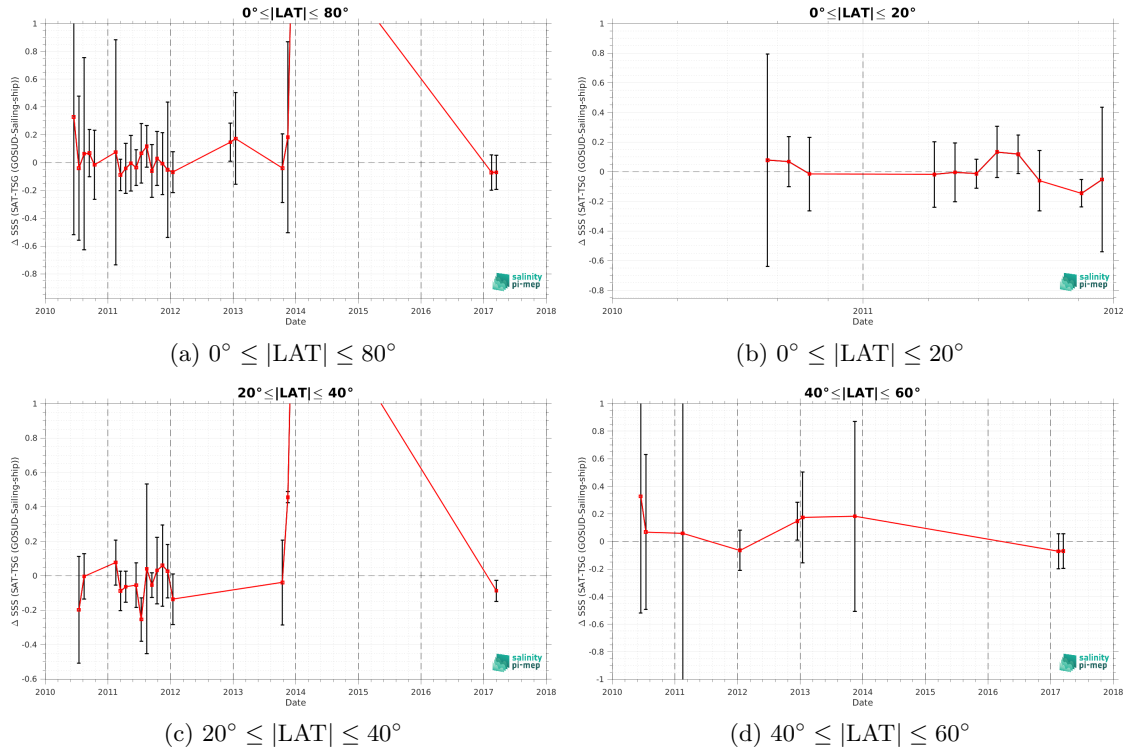 0°≤|LAT|≤ 80°
Δ SSS (SAT-TSG (GOSUD-Sailing-ship))
1
0.8
0.6
0.4
0.2
0
-0.2
-0.4
-0.6
-0.8
salinity
pi-mep
2010 2011 2012 2013 2014 2015 2016 2017 2018
Date
(a) 0° ≤ |LAT| ≤ 80°
0°≤|LAT|≤ 20°
Δ SSS (SAT-TSG (GOSUD-Sailing-ship))
1
0.8
0.6
0.4
0.2
0
-0.2
-0.4
-0.6
-0.8
salinity
pi-mep
2010 2011 2012
Date
(b) 0° ≤ |LAT| ≤ 20°
20°≤|LAT|≤ 40°
Δ SSS (SAT-TSG (GOSUD-Sailing-ship))
1
0.8
0.6
0.4
0.2
0
-0.2
-0.4
-0.6
salinity
pi-mep
2010 2011 2012 2013 2014 2015 2016 2017 2018
Date
(c) 20° ≤ |LAT| ≤ 40°
40°≤|LAT|≤ 60°
Δ SSS (SAT-TSG (GOSUD-Sailing-ship))
1
0.8
0.6
0.4
0.2
0
-0.2
-0.4
-0.6
-0.8
-1
salinity
pi-mep
2010 2011 2012 2013 2014 2015 2016 2017 2018
Date
(d) 40° ≤ |LAT| ≤ 60°